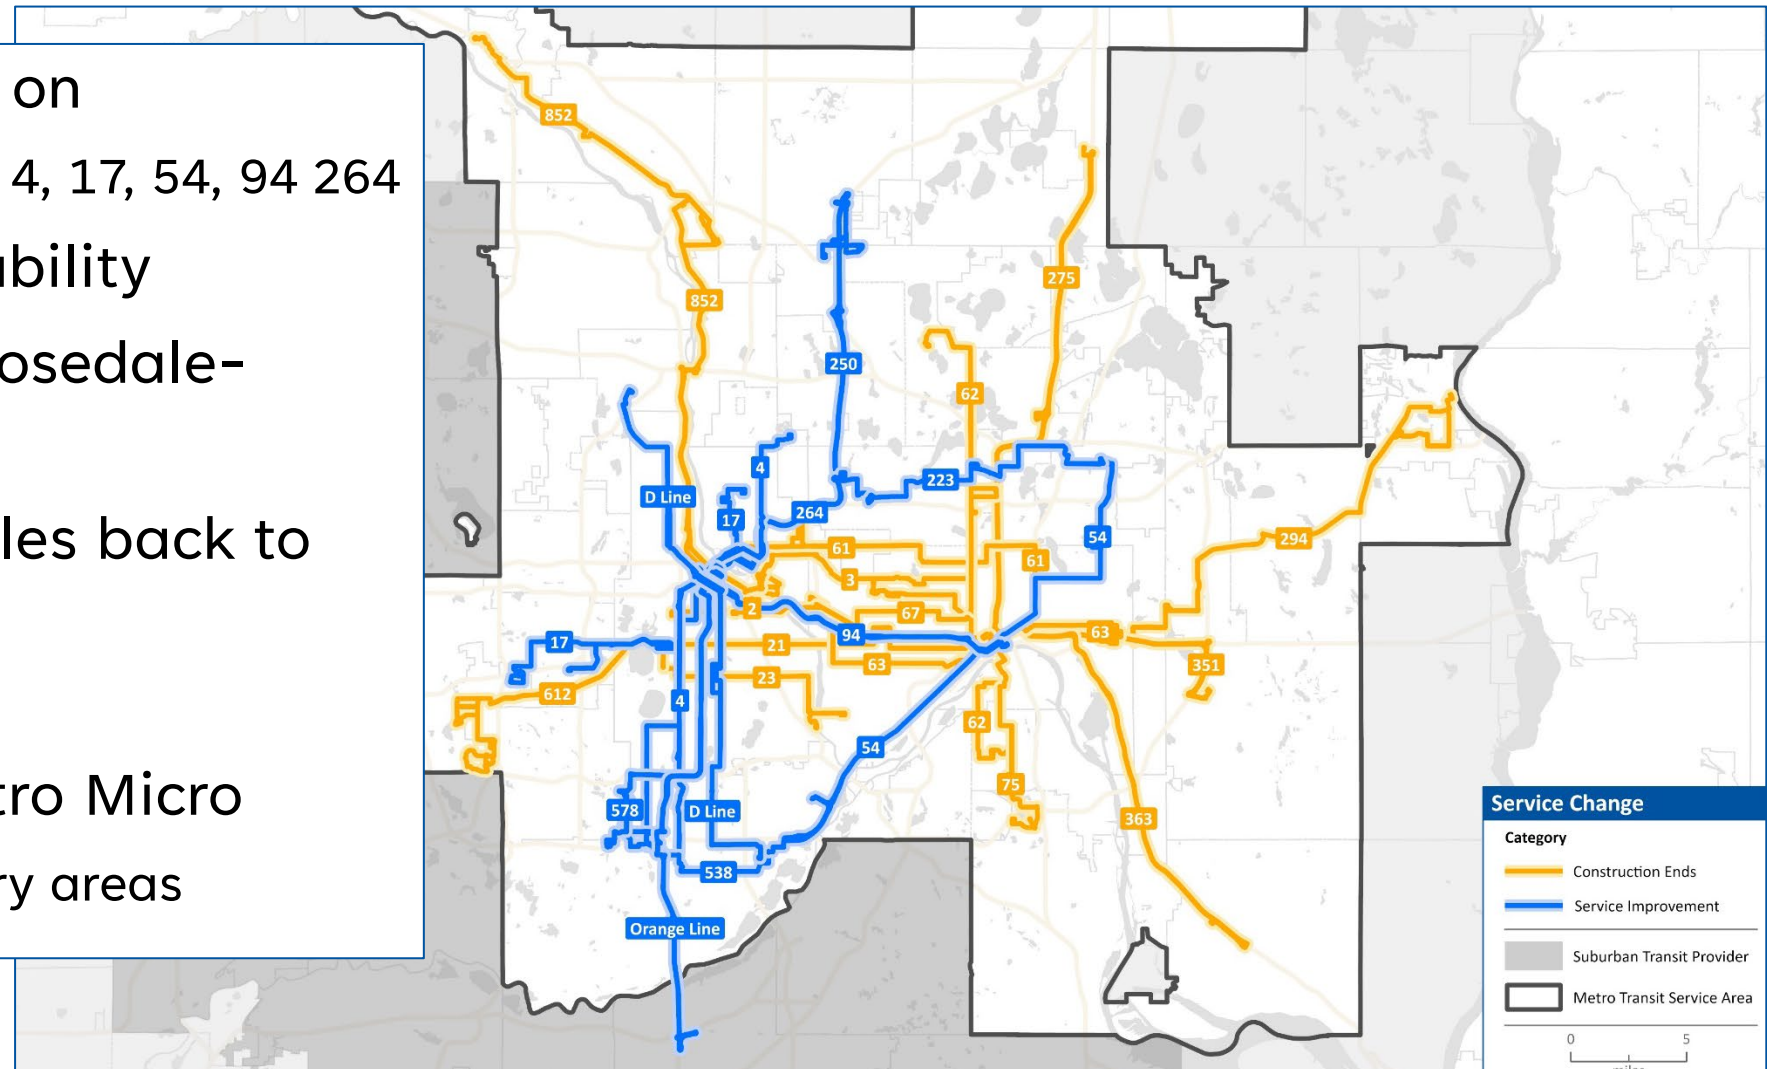 on
4, 17, 54, 94 264
ability
osedale-
les back to
tro Micro
ry areas
852
852
275
250
62
4
D Line
223
17
264
54
61
294
61
3
2
67
94
63
17
21
63
351
612
23
4
62
54
75
578
D Line
363
538
Orange Line
Service Change
Category
Construction Ends
Service Improvement
Suburban Transit Provider
Metro Transit Service Area
0 5
miles